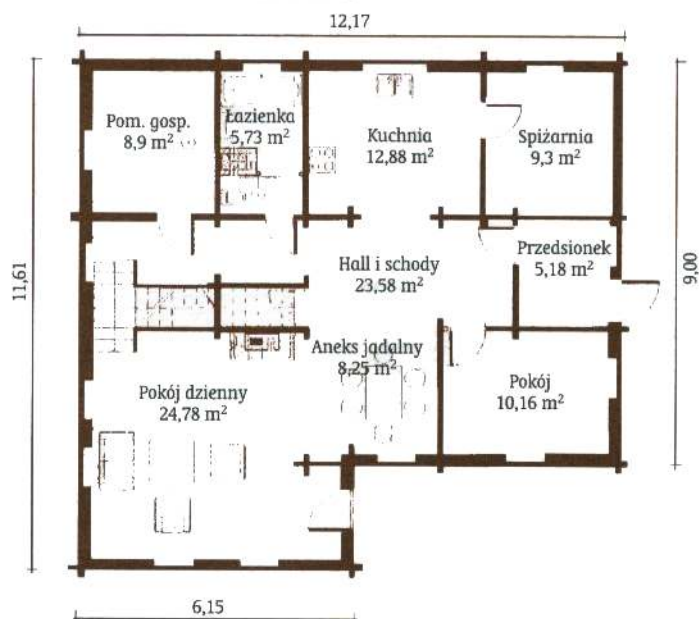 12,17
Pom. gosp.
8,9 m²
Łazienka
5,73 m²
Kuchnia
12,88 m²
Spiżarnia
9,3 m²
11,61
9,00
Hall i schody
23,58 m²
Przedsionek
5,18 m²
Aneks jadalny
8,25 m²
Pokój dzienny
24,78 m²
Pokój
10,16 m²
6,15